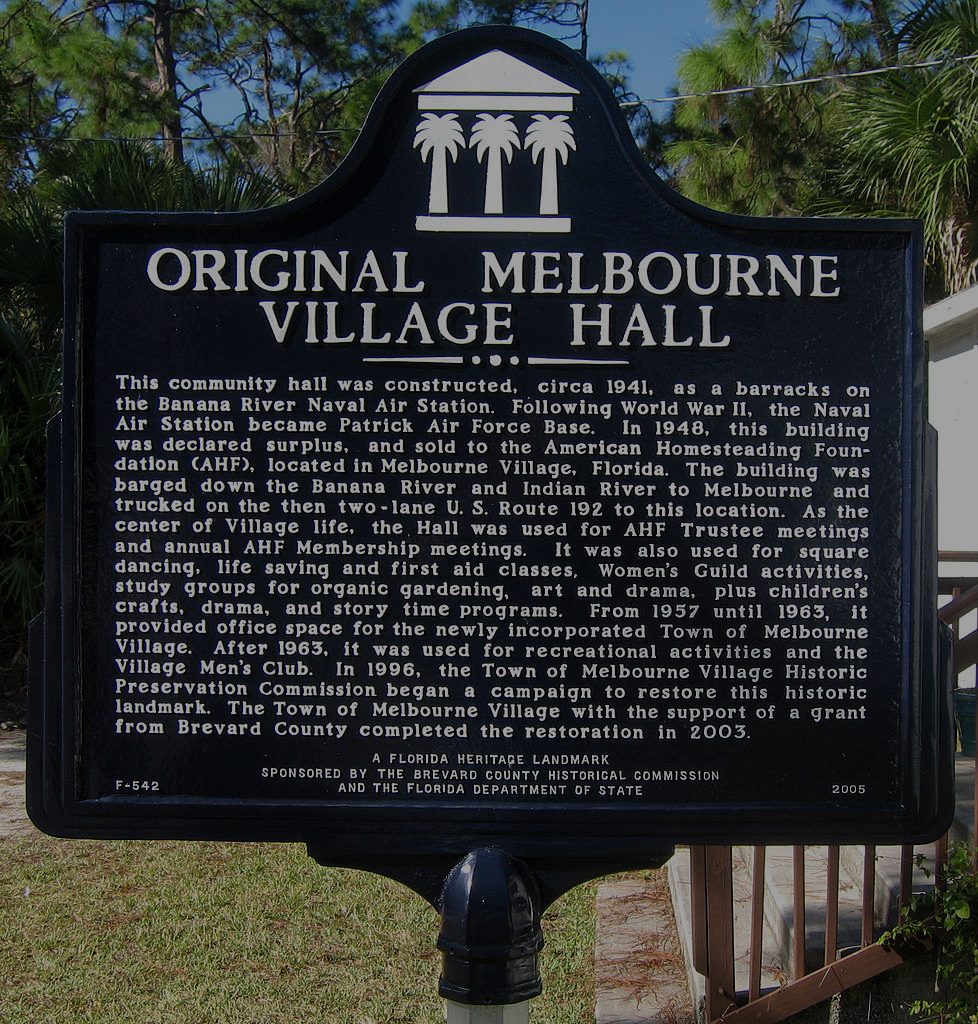 ORIGINAL MELBOURNE
VILLAGE HALL
This community hall was constructed, circa 1941, as a barracks on
the Banana River Naval Air Station. Following World War II, the Naval
Air Station became Patrick Air Force Base. In 1948, this building
was declared surplus, and sold to the American Homesteading Foun-
dation (AHF), located in Melbourne Village, Florida. The building was
barged down the Banana River and Indian River to Melbourne and
trucked on the then two-lane U. S. Route 192 to this location. As the
center of Village life, the Hall was used for AHF Trustee meetings
and annual AHF Membership meetings. It was also used for square
dancing, life saving and first aid classes, Women's Guild activities,
study groups for organic gardening, art and drama, plus children's
crafts, drama, and story time programs. From 1957 until 1963, it
provided office space for the newly incorporated Town of Melbourne
Village. After 1963, it was used for recreational activities and the
Village Men's Club. In 1996, the Town of Melbourne Village Historic
Preservation Commission began a campaign to restore this historic
landmark. The Town of Melbourne Village with the support of a grant
from Brevard County completed the restoration in 2003.
A FLORIDA HERITAGE LANDMARK
SPONSORED BY THE BREVARD COUNTY HISTORICAL COMMISSION
F-542 AND THE FLORIDA DEPARTMENT OF STATE 2005